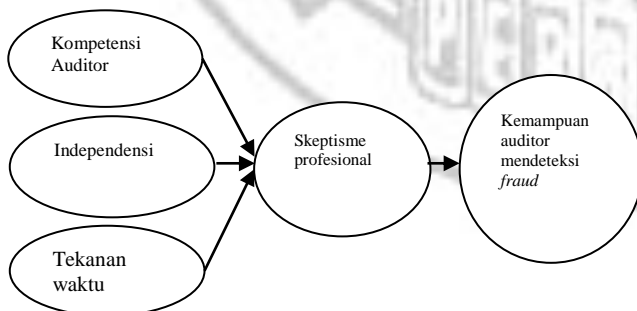 Kompetensi
Auditor
Independensi
Tekanan
waktu
Skeptisme
profesional
Kemampuan
auditor
mendeteksi
fraud